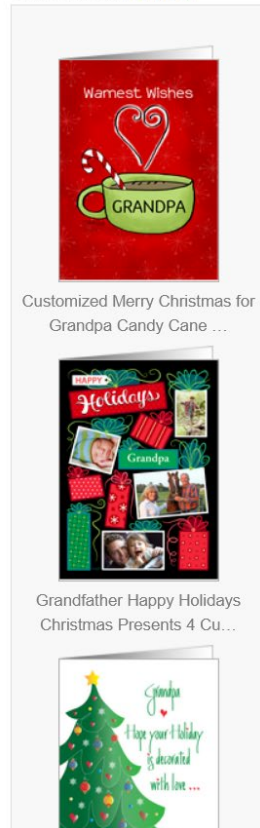 Warmest Wishes
GRANDPA
Customized Merry Christmas for
Grandpa Candy Cane ...
HAPPY
Holidays
Grandpa
Grandfather Happy Holidays
Christmas Presents 4 Cu...
Grandpa
Hope your Holiday
is decorated
with love ...